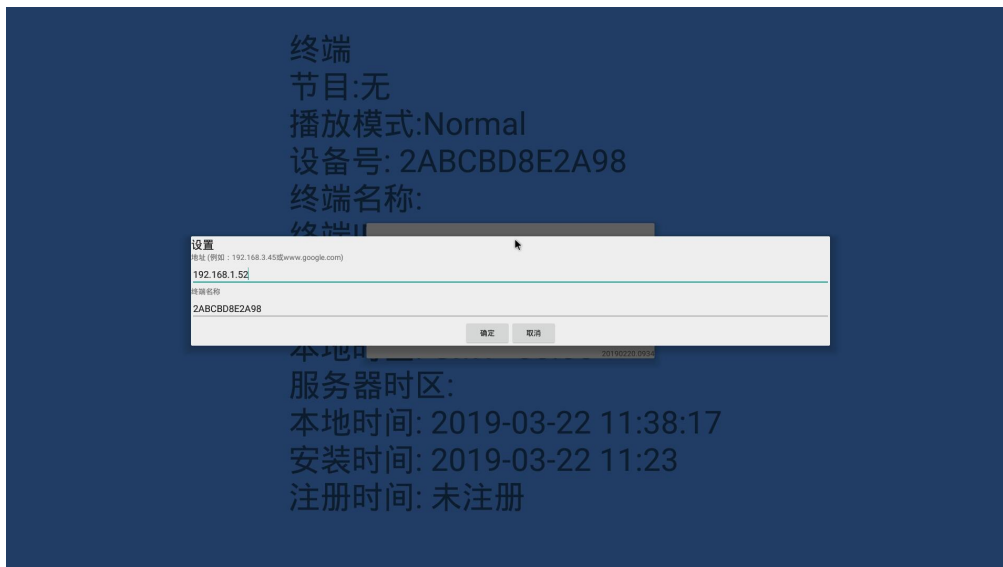 终端
节目:无
播放模式:Normal
设备号: 2ABCBD8E2A98
终端名称:
设置
地址 (例如：192.168.3.45或www.google.com)
192.168.1.52
终端名称
2ABCBD8E2A98
确定 取消
20190220.0934
服务器时区:
本地时间: 2019-03-22 11:38:17
安装时间: 2019-03-22 11:23
注册时间: 未注册